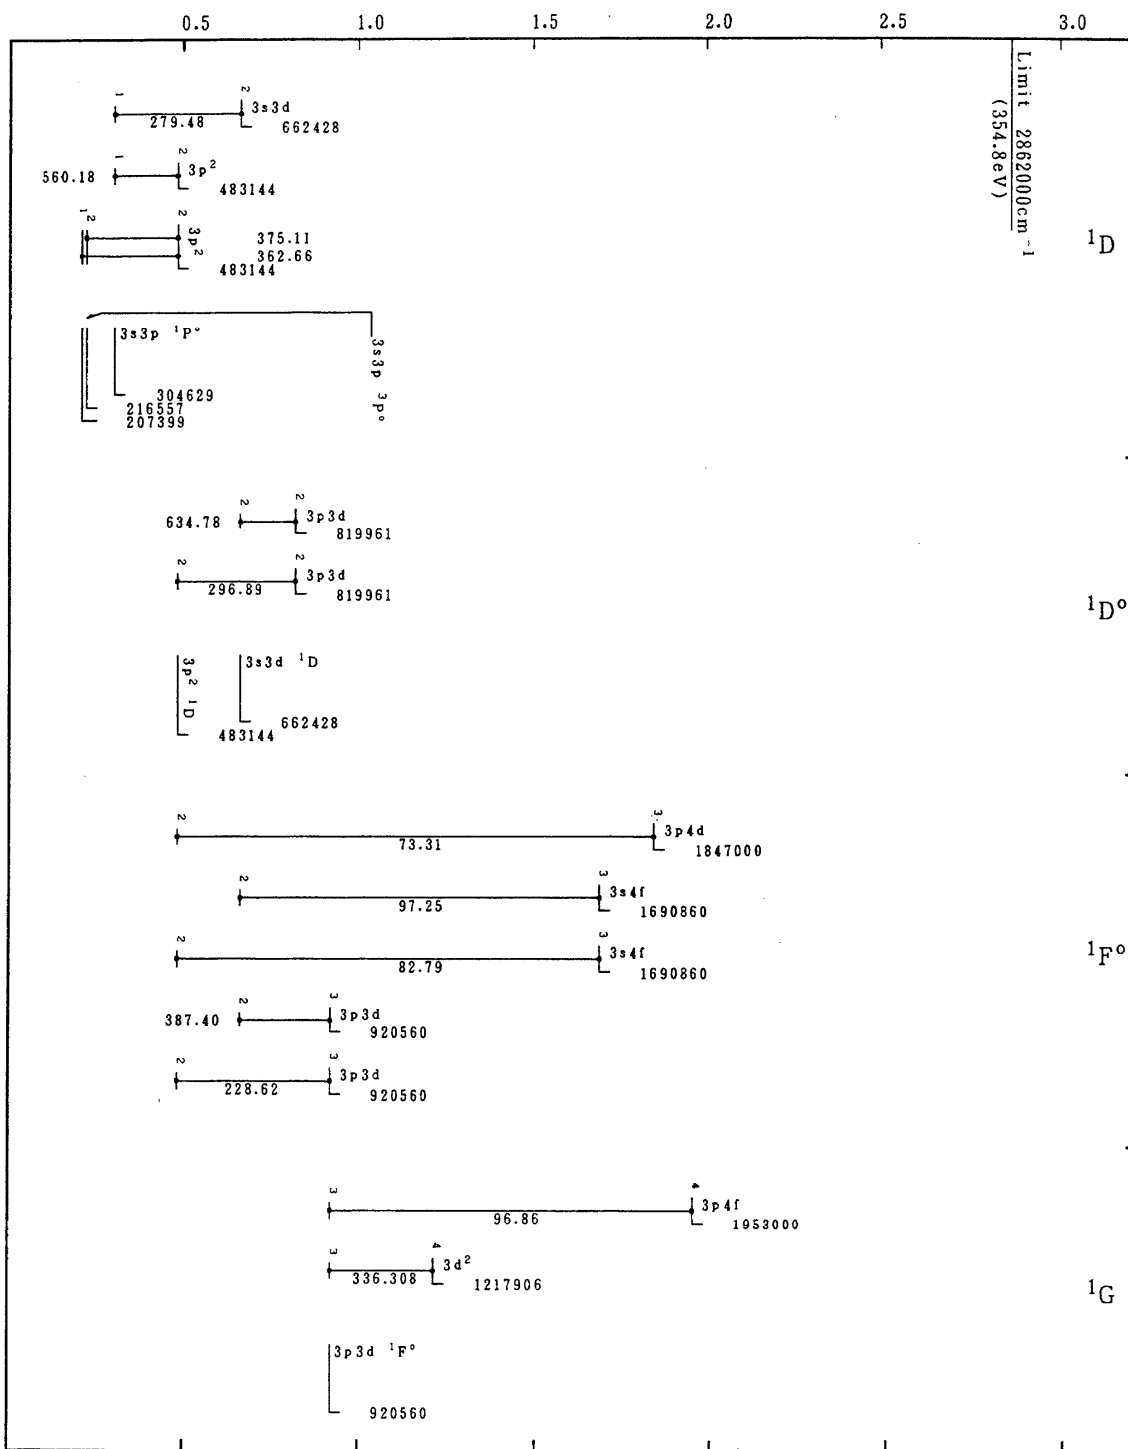 0.5 1.0 1.5 2.0 2.5 3.0
Limit 2862000cm⁻¹
(354.8eV)
1 2 3s3d
279.48 662428
1 2 3p²
560.18 483144
1 2 2 3p²
375.11
362.66
483144
¹D
3s3p ¹P°
3s3p ³P°
304629
216557
207399
2 2 3p3d
634.78 819961
2 2 3p3d
296.89 819961
¹D°
3p² ¹D
3s3d ¹D
662428
483144
2 3 3p4d
73.31 1847000
2 3 3s4f
97.25 1690860
2 3 3s4f
82.79 1690860
¹F°
2 3 3p3d
387.40 920560
2 3 3p3d
228.62 920560
3 4 3p4f
96.86 1953000
3 4 3d²
336.308 1217906
¹G
3p3d ¹F°
920560